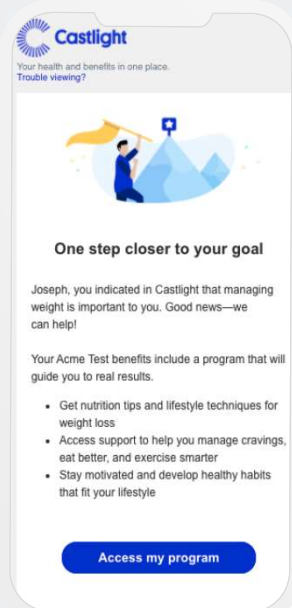 Castlight
Your health and benefits in one place.
Trouble viewing?
One step closer to your goal
Joseph, you indicated in Castlight that managing
weight is important to you. Good news—we
can help!
Your Acme Test benefits include a program that will
guide you to real results.
• Get nutrition tips and lifestyle techniques for
weight loss
• Access support to help you manage cravings,
eat better, and exercise smarter
• Stay motivated and develop healthy habits
that fit your lifestyle
Access my program